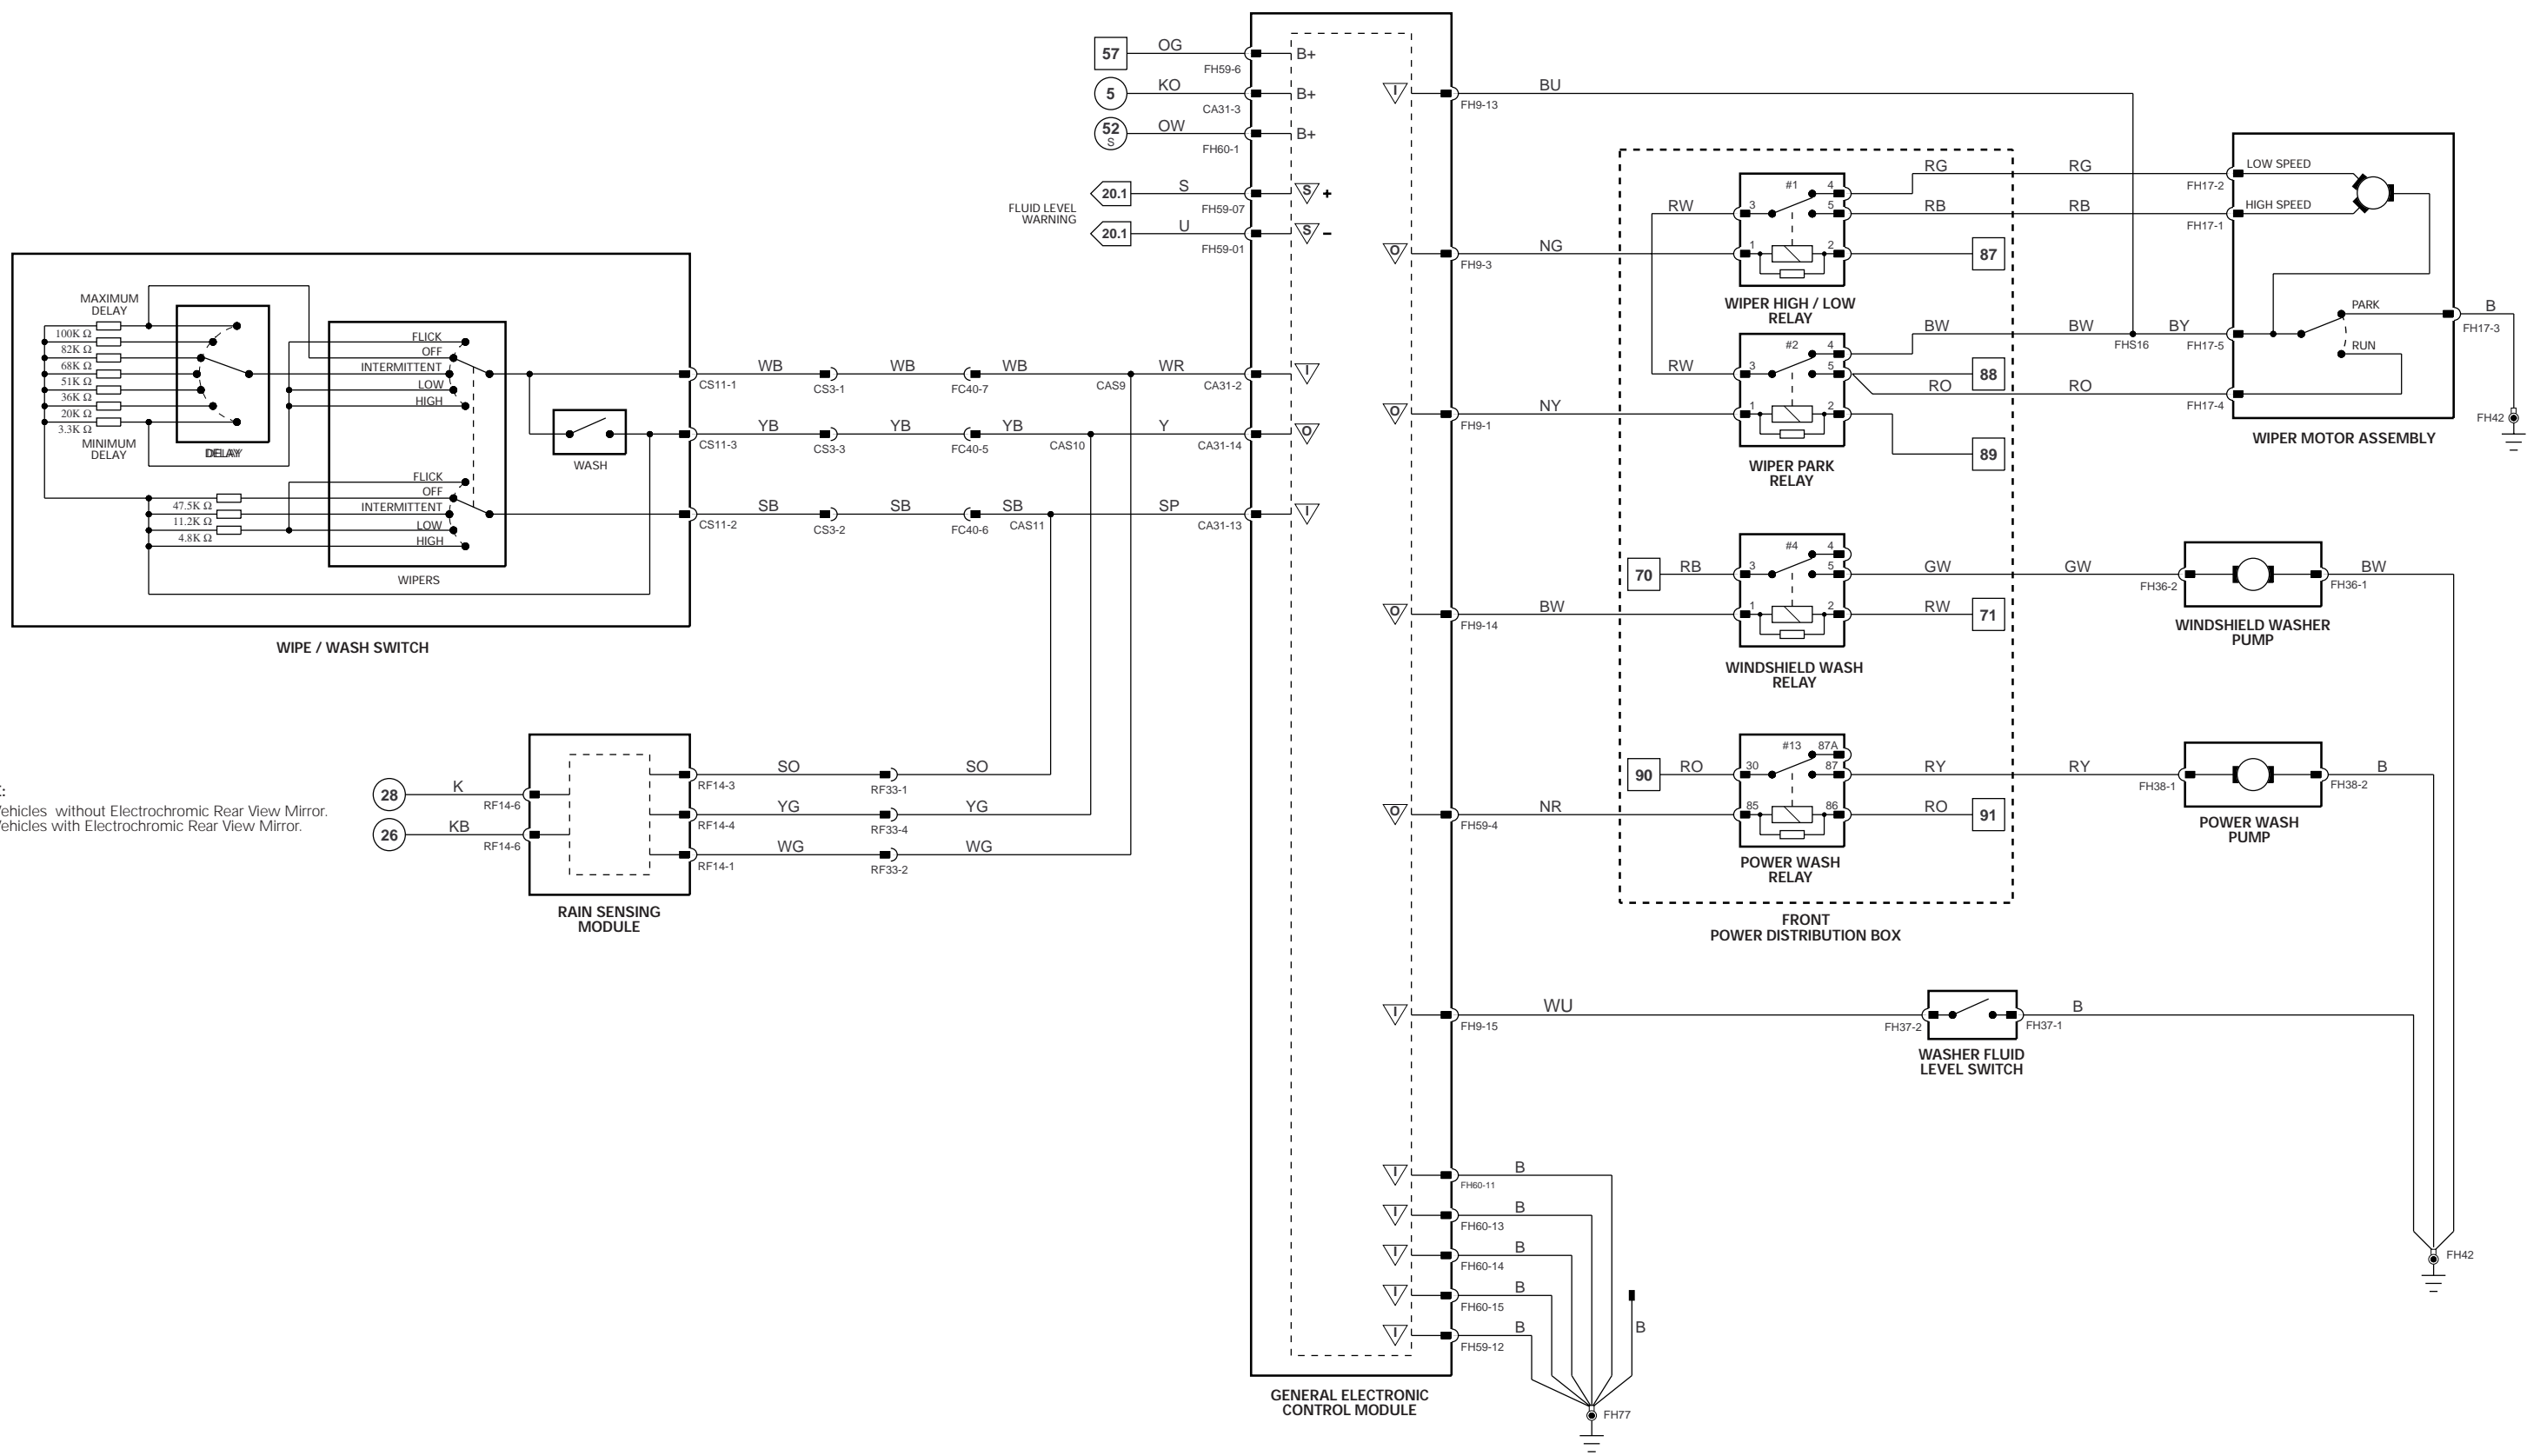 57
OG
FH59-6
B+
5
KO
CA31-3
B+
52
S
OW
FH60-1
B+
20.1
S
FH59-07
S
+
FLUID LEVEL
WARNING
20.1
U
FH59-01
S
–
MAXIMUM
DELAY
100K Ω
82K Ω
68K Ω
51K Ω
36K Ω
20K Ω
3.3K Ω
MINIMUM
DELAY
DELAY
FLICK
OFF
INTERMITTENT
LOW
HIGH
FLICK
OFF
INTERMITTENT
LOW
HIGH
47.5K Ω
11.2K Ω
4.8K Ω
WIPERS
WASH
WIPE / WASH SWITCH
CS11-1
WB
CS3-1
WB
FC40-7
WB
CAS9
WR
CA31-2
I
CS11-3
YB
CS3-3
YB
FC40-5
YB
CAS10
Y
CA31-14
O
CS11-2
SB
CS3-2
SB
FC40-6
SB
CAS11
SP
CA31-13
I
:
ehicles without Electrochromic Rear View Mirror.
ehicles with Electrochromic Rear View Mirror.
28
K
RF14-6
26
KB
RF14-6
RF14-3
SO
RF33-1
SO
RF14-4
YG
RF33-4
YG
RF14-1
WG
RF33-2
WG
RAIN SENSING
MODULE
I
FH9-13
BU
O
FH9-3
NG
O
FH9-1
NY
O
FH9-14
BW
O
FH59-4
NR
I
FH9-15
WU
I
FH60-11
B
I
FH60-13
B
I
FH60-14
B
I
FH60-15
B
I
FH59-12
B
B
FH77
GENERAL ELECTRONIC
CONTROL MODULE
RW
#1
3
4
5
1
2
RG
RG
RB
RB
87
WIPER HIGH / LOW
RELAY
RW
#2
3
4
5
1
2
BW
BW
FHS16
BY
88
RO
RO
89
WIPER PARK
RELAY
70
RB
#4
3
4
5
1
2
GW
GW
RW
71
WINDSHIELD WASH
RELAY
90
RO
#13
30
87A
87
85
86
RY
RY
RO
91
POWER WASH
RELAY
FRONT
POWER DISTRIBUTION BOX
FH17-2
LOW SPEED
FH17-1
HIGH SPEED
FH17-5
PARK
RUN
FH17-4
B
FH17-3
FH42
WIPER MOTOR ASSEMBLY
FH36-2
FH36-1
BW
WINDSHIELD WASHER
PUMP
FH38-1
FH38-2
B
POWER WASH
PUMP
FH37-2
FH37-1
B
WASHER FLUID
LEVEL SWITCH
FH42